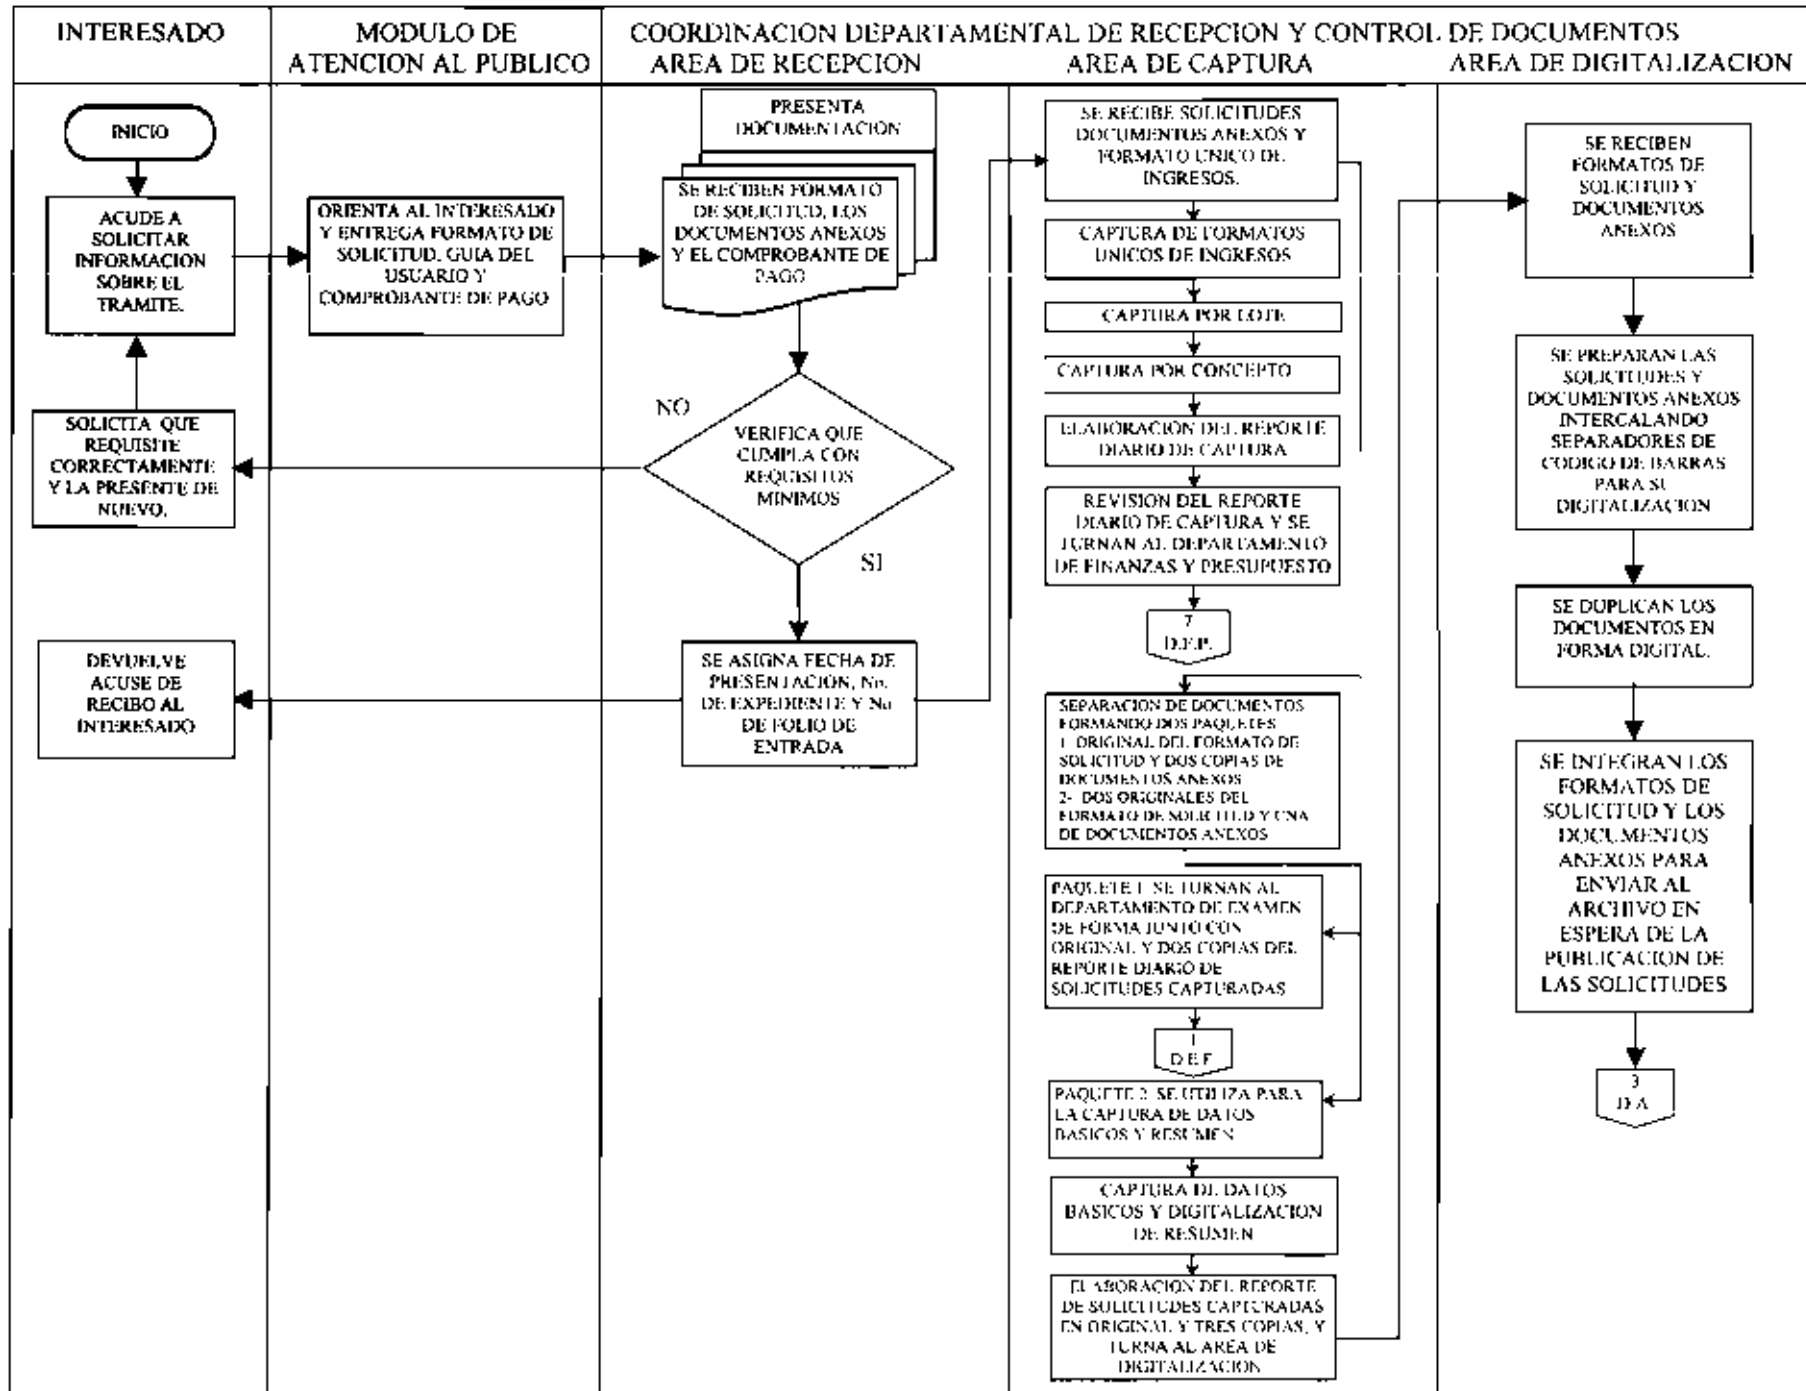 INTERESADO
MODULO DE
ATENCION AL PUBLICO
COORDINACION DEPARTAMENTAL DE RECEPCION Y CONTROL DE DOCUMENTOS
AREA DE RECEPCION
AREA DE CAPTURA
AREA DE DIGITALIZACION
INICIO
ACUDE A
SOLICITAR
INFORMACION
SOBRE EL
TRAMITE.
SOLICITA QUE
REQUISITE
CORRECTAMENTE
Y LA PRESENTE DE
NUEVO.
DEVUELVE
ACUSE DE
RECIBO AL
INTERESADO
ORIENTA AL INTERESADO
Y ENTREGA FORMATO DE
SOLICITUD, GUIA DEL
USUARIO Y
COMPROBANTE DE PAGO
PRESENTA
DOCUMENTACION
SE RECIBEN FORMATO
DE SOLICITUD, LOS
DOCUMENTOS ANEXOS
Y EL COMPROBANTE DE
PAGO
NO
VERIFICA QUE
CUMPLA CON
REQUISITOS
MINIMOS
SI
SE ASIGNA FECHA DE
PRESENTACION, No.
DE EXPEDIENTE Y No
DE FOLIO DE
ENTRADA
SE RECIBE SOLICITUDES
DOCUMENTOS ANEXOS Y
FORMATO UNICO DE
INGRESOS.
CAPTURA DE FORMATOS
UNICOS DE INGRESOS
CAPTURA POR LOTE
CAPTURA POR CONCEPTO
ELABORACION DEL REPORTE
DIARIO DE CAPTURA
REVISION DEL REPORTE
DIARIO DE CAPTURA Y SE
TURNAN AL DEPARTAMENTO
DE FINANZAS Y PRESUPUESTO
7
D.F.P.
SEPARACION DE DOCUMENTOS
FORMANDO DOS PAQUETES
1- ORIGINAL DEL FORMATO DE
SOLICITUD Y DOS COPIAS DE
DOCUMENTOS ANEXOS
2- DOS ORIGINALES DEL
FORMATO DE SOLICITUD Y UNA
DE DOCUMENTOS ANEXOS
PAQUETE 1 SE TURNAN AL
DEPARTAMENTO DE EXAMEN
DE FORMA JUNTO CON
ORIGINAL Y DOS COPIAS DEL
REPORTE DIARIO DE
SOLICITUDES CAPTURADAS
1
D E F
PAQUETE 2 SE UTILIZA PARA
LA CAPTURA DE DATOS
BASICOS Y RESUMEN
CAPTURA DE DATOS
BASICOS Y DIGITALIZACION
DE RESUMEN
ELABORACION DEL REPORTE
DE SOLICITUDES CAPTURADAS
EN ORIGINAL Y TRES COPIAS, Y
TURNA AL AREA DE
DIGITALIZACION
SE RECIBEN
FORMATOS DE
SOLICITUD Y
DOCUMENTOS
ANEXOS
SE PREPARAN LAS
SOLICITUDES Y
DOCUMENTOS ANEXOS
INTERCALANDO
SEPARADORES DE
CODIGO DE BARRAS
PARA SU
DIGITALIZACION
SE DUPLICAN LOS
DOCUMENTOS EN
FORMA DIGITAL.
SE INTEGRAN LOS
FORMATOS DE
SOLICITUD Y LOS
DOCUMENTOS
ANEXOS PARA
ENVIAR AL
ARCHIVO EN
ESPERA DE LA
PUBLICACION DE
LAS SOLICITUDES
3
D.A